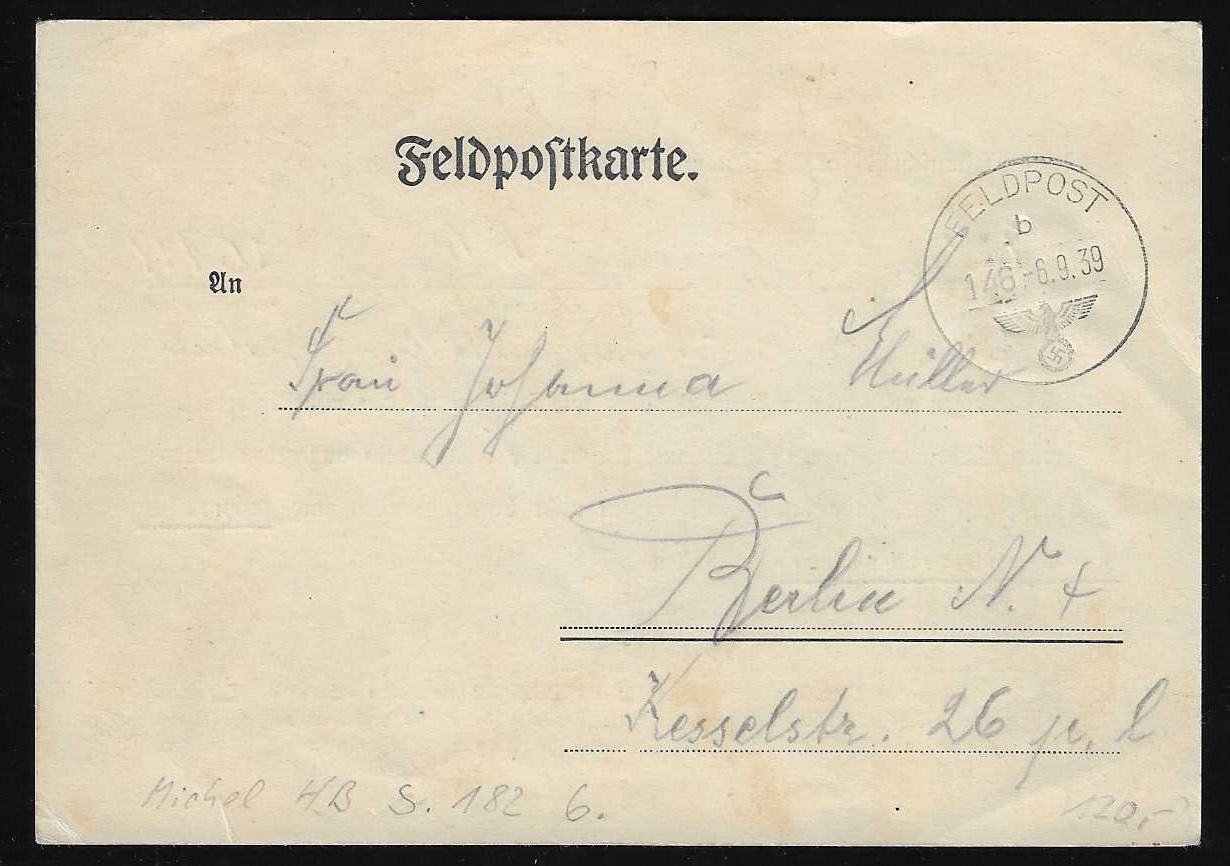 Feldpostkarte.
FELDPOST
b
146 -6.9.39
An
Frau Johanna Müller
Berlin N. 4
Kesselstr. 26 pr. l
Michel HB S. 182 6.
120,-